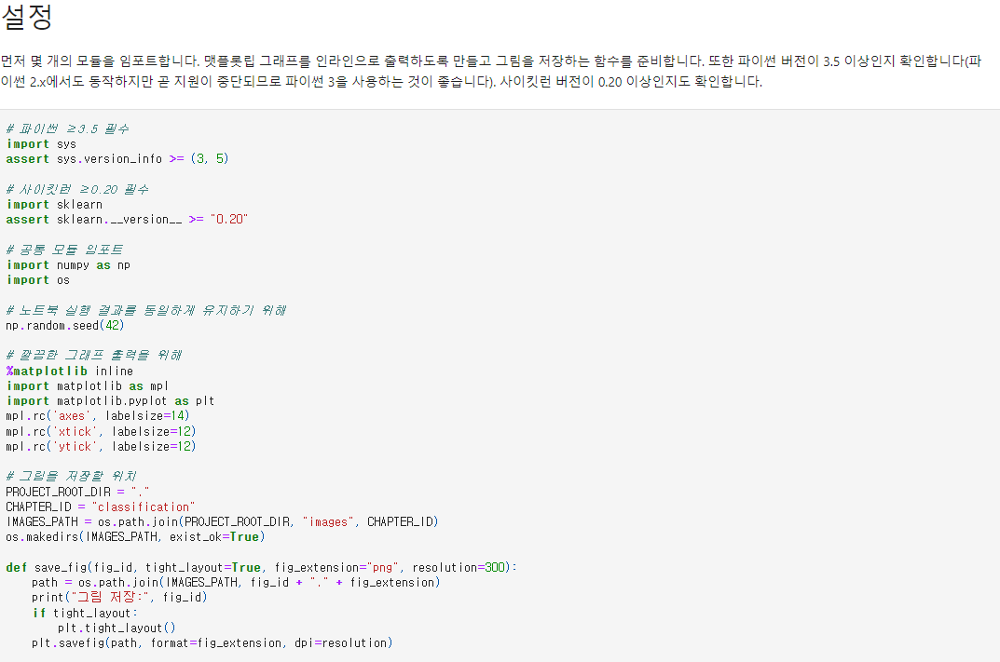 설정
먼저 몇 개의 모듈을 임포트합니다. 맷플롯립 그래프를 인라인으로 출력하도록 만들고 그림을 저장하는 함수를 준비합니다. 또한 파이썬 버전이 3.5 이상인지 확인합니다(파
이썬 2.x에서도 동작하지만 곧 지원이 중단되므로 파이썬 3을 사용하는 것이 좋습니다). 사이킷런 버전이 0.20 이상인지도 확인합니다.
# 파이썬 ≥3.5 필수
import sys
assert sys.version_info >= (3, 5)
# 사이킷런 ≥0.20 필수
import sklearn
assert sklearn.__version__ >= "0.20"
# 공통 모듈 임포트
import numpy as np
import os
# 노트북 실행 결과를 동일하게 유지하기 위해
np.random.seed(42)
# 깔끔한 그래프 출력을 위해
%matplotlib inline
import matplotlib as mpl
import matplotlib.pyplot as plt
mpl.rc('axes', labelsize=14)
mpl.rc('xtick', labelsize=12)
mpl.rc('ytick', labelsize=12)
# 그림을 저장할 위치
PROJECT_ROOT_DIR = "."
CHAPTER_ID = "classification"
IMAGES_PATH = os.path.join(PROJECT_ROOT_DIR, "images", CHAPTER_ID)
os.makedirs(IMAGES_PATH, exist_ok=True)
def save_fig(fig_id, tight_layout=True, fig_extension="png", resolution=300):
    path = os.path.join(IMAGES_PATH, fig_id + "." + fig_extension)
    print("그림 저장:", fig_id)
    if tight_layout:
        plt.tight_layout()
    plt.savefig(path, format=fig_extension, dpi=resolution)